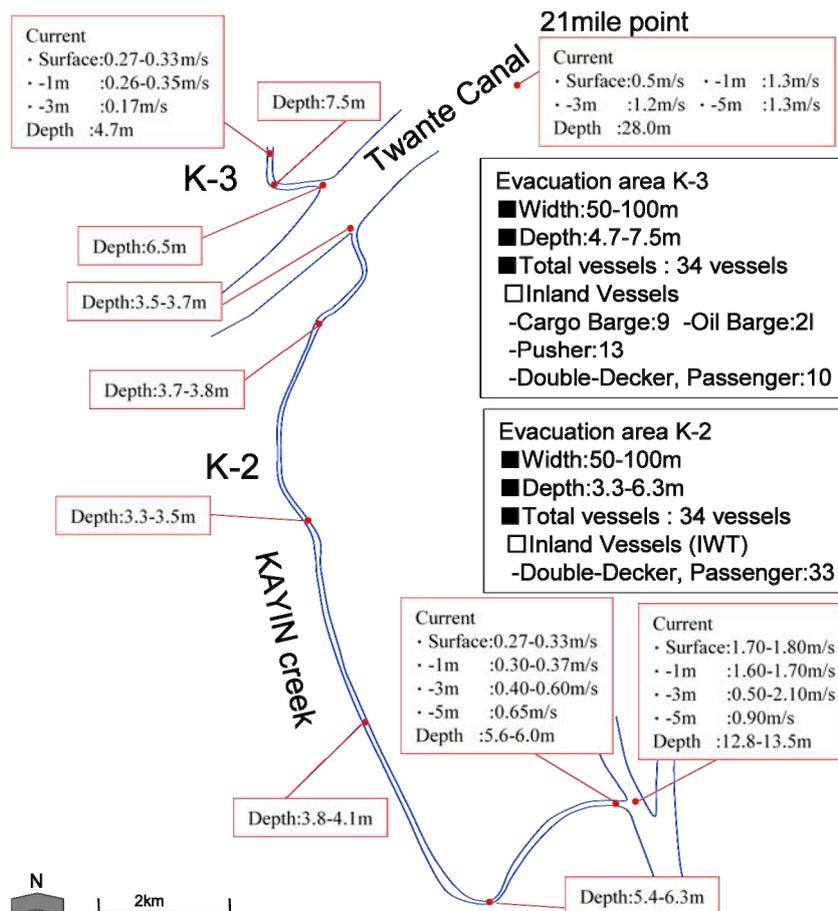 21mile point
Current
・Surface:0.27-0.33m/s
・-1m :0.26-0.35m/s
・-3m :0.17m/s
Depth :4.7m
Depth:7.5m
Twante Canal
Current
・Surface:0.5m/s ・-1m :1.3m/s
・-3m :1.2m/s ・-5m :1.3m/s
Depth :28.0m
K-3
Depth:6.5m
Depth:3.5-3.7m
Depth:3.7-3.8m
Evacuation area K-3
■Width:50-100m
■Depth:4.7-7.5m
■Total vessels : 34 vessels
□Inland Vessels
-Cargo Barge:9 -Oil Barge:2l
-Pusher:13
-Double-Decker, Passenger:10
K-2
Evacuation area K-2
■Width:50-100m
■Depth:3.3-6.3m
■Total vessels : 34 vessels
□Inland Vessels (IWT)
-Double-Decker, Passenger:33
Depth:3.3-3.5m
KAYIN creek
Current
・Surface:0.27-0.33m/s
・-1m :0.30-0.37m/s
・-3m :0.40-0.60m/s
・-5m :0.65m/s
Depth :5.6-6.0m
Current
・Surface:1.70-1.80m/s
・-1m :1.60-1.70m/s
・-3m :0.50-2.10m/s
・-5m :0.90m/s
Depth :12.8-13.5m
Depth:3.8-4.1m
Depth:5.4-6.3m
N
2km